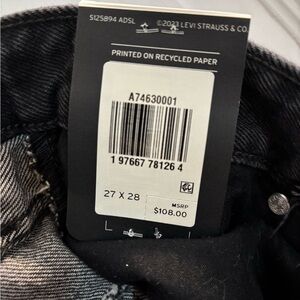 S125894 ADSL ©2023 LEVI STRAUSS & CO.
PRINTED ON RECYCLED PAPER
A74630001
1 97667 78126 4
27 X 28
MSRP
$108.00
L